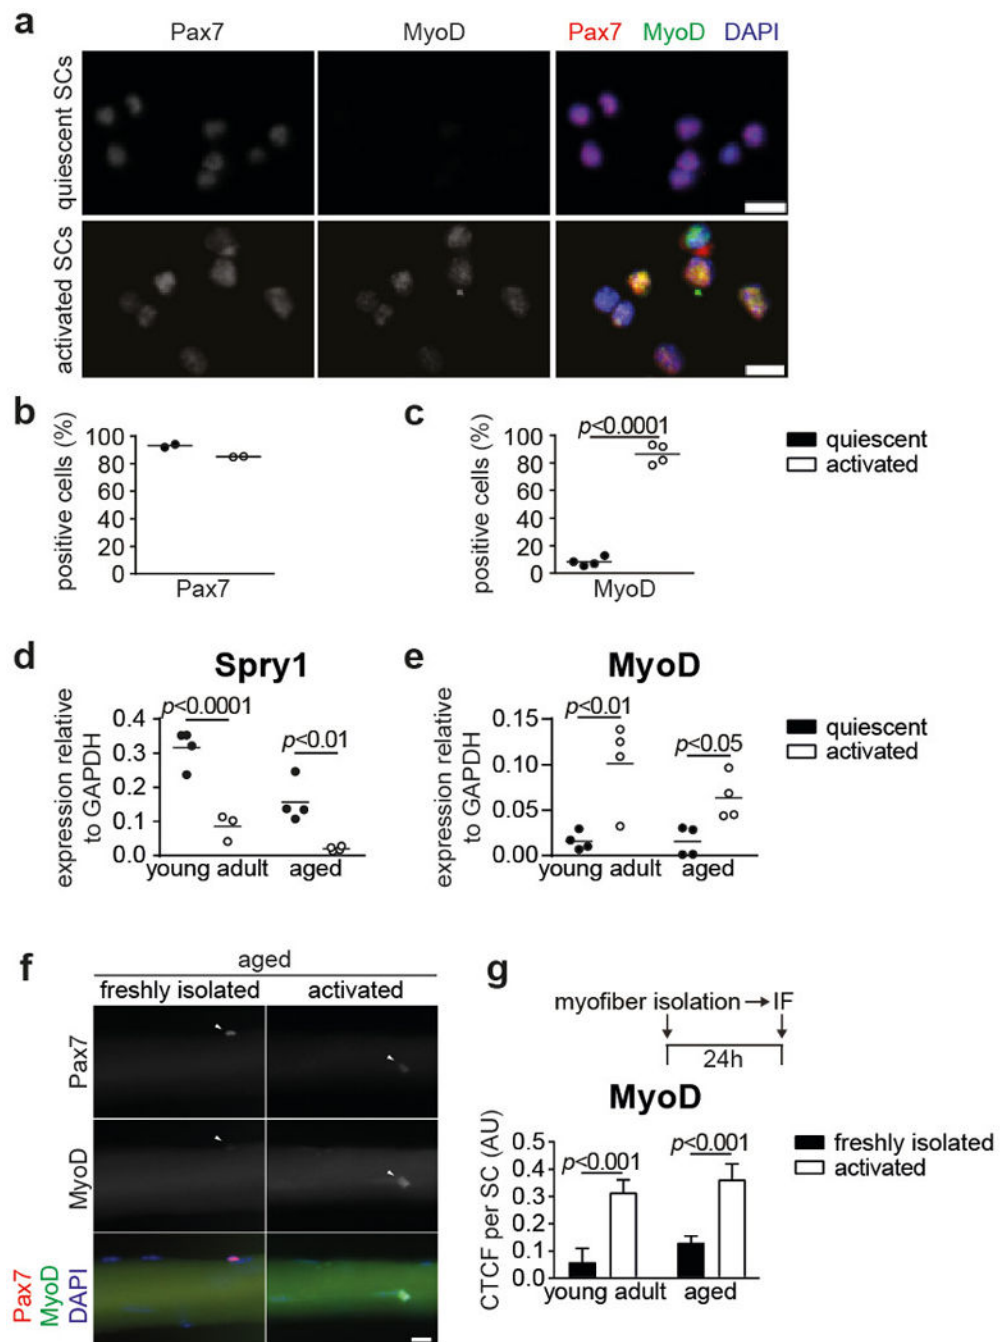 a
Pax7 MyoD Pax7 MyoD DAPI
quiescent SCs
activated SCs
b
positive cells (%)
100
80
60
40
20
0
Pax7
c
positive cells (%)
100
80
60
40
20
0
p<0.0001
MyoD
quiescent
activated
d
Spry1
expression relative
to GAPDH
0.4
0.3
0.2
0.1
0.0
p<0.0001
p<0.01
young adult aged
e
MyoD
expression relative
to GAPDH
0.15
0.10
0.05
0.00
p<0.01
p<0.05
young adult aged
quiescent
activated
f
aged
freshly isolated activated
Pax7
MyoD
Pax7
MyoD
DAPI
g
myofiber isolation → IF
24h
MyoD
CTCF per SC (AU)
0.5
0.4
0.3
0.2
0.1
0.0
p<0.001
p<0.001
young adult aged
freshly isolated
activated